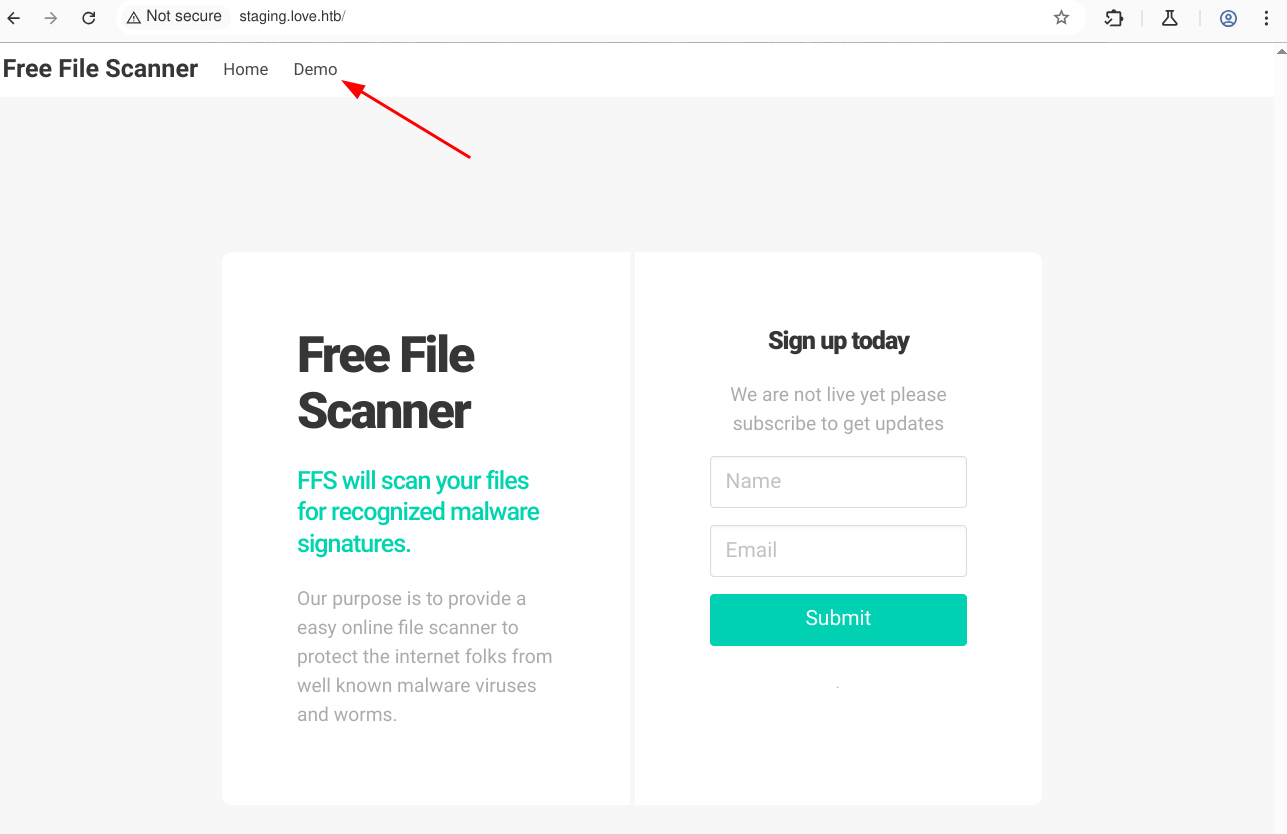 Not secure staging.love.htb/
Free File Scanner Home Demo
Free File
Scanner
FFS will scan your files
for recognized malware
signatures.
Our purpose is to provide a
easy online file scanner to
protect the internet folks from
well known malware viruses
and worms.
Sign up today
We are not live yet please
subscribe to get updates
Name
Email
Submit
.